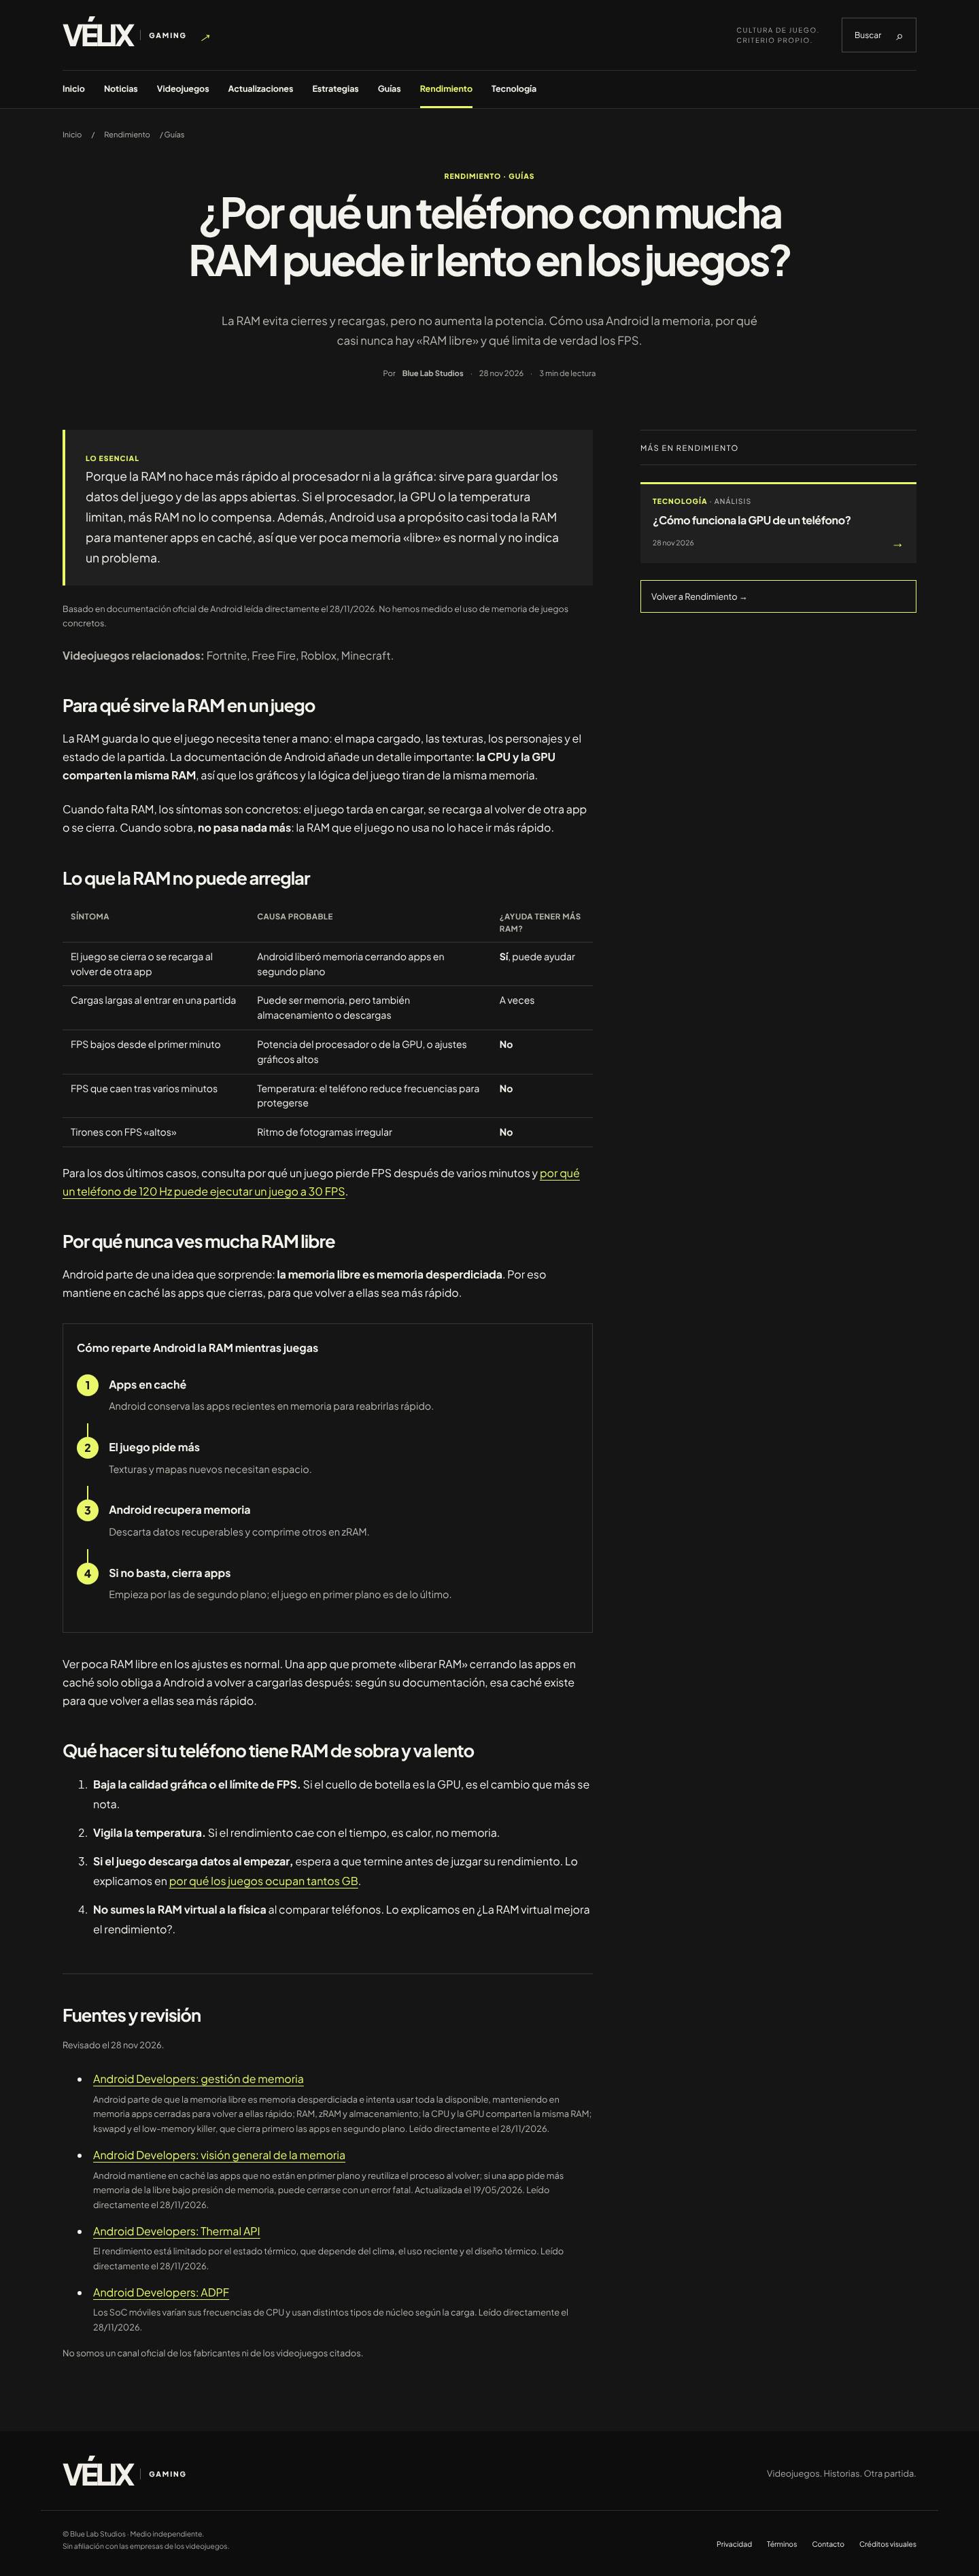 VÉLIX GAMING ↗
CULTURA DE JUEGO.
CRITERIO PROPIO.
Buscar ⌕
Inicio Noticias Videojuegos Actualizaciones Estrategias Guías Rendimiento Tecnología
Inicio / Rendimiento / Guías
RENDIMIENTO · GUÍAS
¿Por qué un teléfono con mucha
RAM puede ir lento en los juegos?
La RAM evita cierres y recargas, pero no aumenta la potencia. Cómo usa Android la memoria, por qué
casi nunca hay «RAM libre» y qué limita de verdad los FPS.
Por Blue Lab Studios · 28 nov 2026 · 3 min de lectura
LO ESENCIAL
Porque la RAM no hace más rápido al procesador ni a la gráfica: sirve para guardar los
datos del juego y de las apps abiertas. Si el procesador, la GPU o la temperatura
limitan, más RAM no lo compensa. Además, Android usa a propósito casi toda la RAM
para mantener apps en caché, así que ver poca memoria «libre» es normal y no indica
un problema.
Basado en documentación oficial de Android leída directamente el 28/11/2026. No hemos medido el uso de memoria de juegos
concretos.
Videojuegos relacionados: Fortnite, Free Fire, Roblox, Minecraft.
Para qué sirve la RAM en un juego
La RAM guarda lo que el juego necesita tener a mano: el mapa cargado, las texturas, los personajes y el
estado de la partida. La documentación de Android añade un detalle importante: la CPU y la GPU
comparten la misma RAM, así que los gráficos y la lógica del juego tiran de la misma memoria.
Cuando falta RAM, los síntomas son concretos: el juego tarda en cargar, se recarga al volver de otra app
o se cierra. Cuando sobra, no pasa nada más: la RAM que el juego no usa no lo hace ir más rápido.
Lo que la RAM no puede arreglar
SÍNTOMA CAUSA PROBABLE ¿AYUDA TENER MÁS
RAM?
El juego se cierra o se recarga al Android liberó memoria cerrando apps en Sí, puede ayudar
volver de otra app segundo plano
Cargas largas al entrar en una partida Puede ser memoria, pero también A veces
almacenamiento o descargas
FPS bajos desde el primer minuto Potencia del procesador o de la GPU, o ajustes No
gráficos altos
FPS que caen tras varios minutos Temperatura: el teléfono reduce frecuencias para No
protegerse
Tirones con FPS «altos» Ritmo de fotogramas irregular No
Para los dos últimos casos, consulta por qué un juego pierde FPS después de varios minutos y por qué
un teléfono de 120 Hz puede ejecutar un juego a 30 FPS.
Por qué nunca ves mucha RAM libre
Android parte de una idea que sorprende: la memoria libre es memoria desperdiciada. Por eso
mantiene en caché las apps que cierras, para que volver a ellas sea más rápido.
Cómo reparte Android la RAM mientras juegas
1 Apps en caché
Android conserva las apps recientes en memoria para reabrirlas rápido.
2 El juego pide más
Texturas y mapas nuevos necesitan espacio.
3 Android recupera memoria
Descarta datos recuperables y comprime otros en zRAM.
4 Si no basta, cierra apps
Empieza por las de segundo plano; el juego en primer plano es de lo último.
Ver poca RAM libre en los ajustes es normal. Una app que promete «liberar RAM» cerrando las apps en
caché solo obliga a Android a volver a cargarlas después: según su documentación, esa caché existe
para que volver a ellas sea más rápido.
Qué hacer si tu teléfono tiene RAM de sobra y va lento
1. Baja la calidad gráfica o el límite de FPS. Si el cuello de botella es la GPU, es el cambio que más se
nota.
2. Vigila la temperatura. Si el rendimiento cae con el tiempo, es calor, no memoria.
3. Si el juego descarga datos al empezar, espera a que termine antes de juzgar su rendimiento. Lo
explicamos en por qué los juegos ocupan tantos GB.
4. No sumes la RAM virtual a la física al comparar teléfonos. Lo explicamos en ¿La RAM virtual mejora
el rendimiento?.
Fuentes y revisión
Revisado el 28 nov 2026.
• Android Developers: gestión de memoria
Android parte de que la memoria libre es memoria desperdiciada e intenta usar toda la disponible, manteniendo en
memoria apps cerradas para volver a ellas rápido; RAM, zRAM y almacenamiento; la CPU y la GPU comparten la misma RAM;
kswapd y el low-memory killer, que cierra primero las apps en segundo plano. Leído directamente el 28/11/2026.
• Android Developers: visión general de la memoria
Android mantiene en caché las apps que no están en primer plano y reutiliza el proceso al volver; si una app pide más
memoria de la libre bajo presión de memoria, puede cerrarse con un error fatal. Actualizada el 19/05/2026. Leído
directamente el 28/11/2026.
• Android Developers: Thermal API
El rendimiento está limitado por el estado térmico, que depende del clima, el uso reciente y el diseño térmico. Leído
directamente el 28/11/2026.
• Android Developers: ADPF
Los SoC móviles varían sus frecuencias de CPU y usan distintos tipos de núcleo según la carga. Leído directamente el
28/11/2026.
No somos un canal oficial de los fabricantes ni de los videojuegos citados.
MÁS EN RENDIMIENTO
TECNOLOGÍA · ANÁLISIS
¿Cómo funciona la GPU de un teléfono?
28 nov 2026 →
Volver a Rendimiento →
VÉLIX GAMING
Videojuegos. Historias. Otra partida.
© Blue Lab Studios · Medio independiente.
Sin afiliación con las empresas de los videojuegos.
Privacidad Términos Contacto Créditos visuales